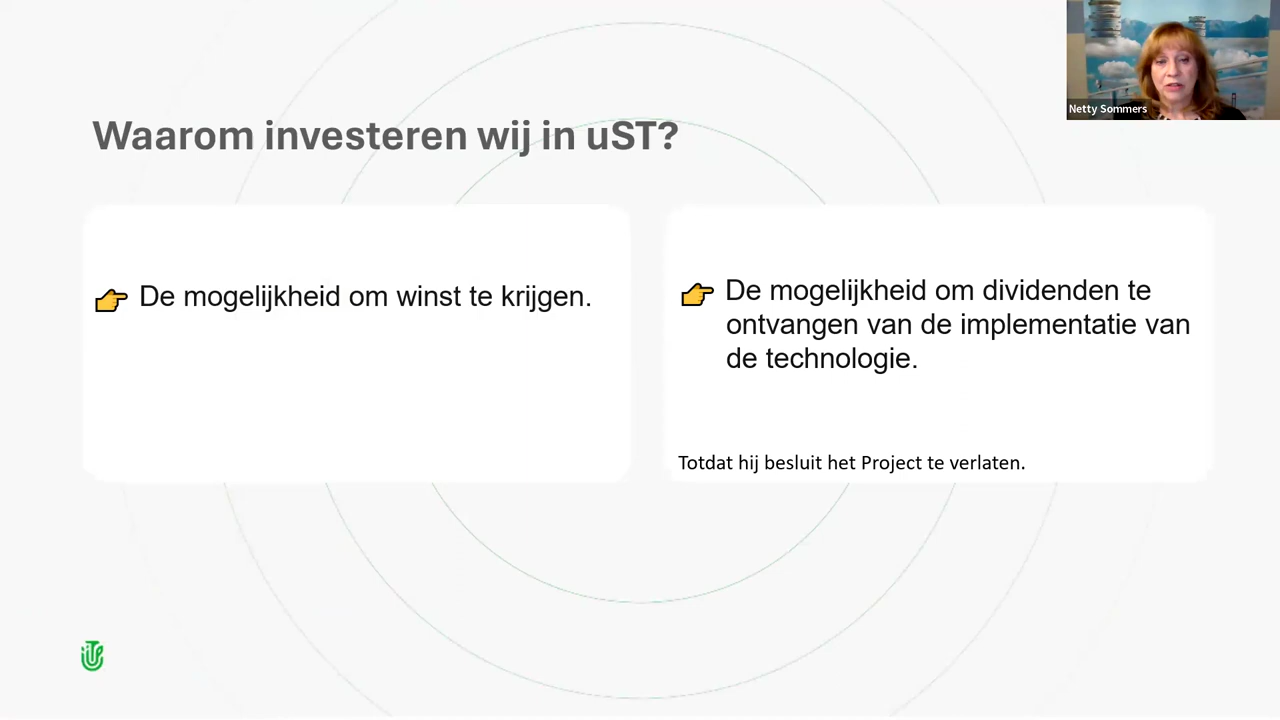 Netty Sommers
Waarom investeren wij in uST?
De mogelijkheid om winst te krijgen.
De mogelijkheid om dividenden te
ontvangen van de implementatie van
de technologie.
Totdat hij besluit het Project te verlaten.